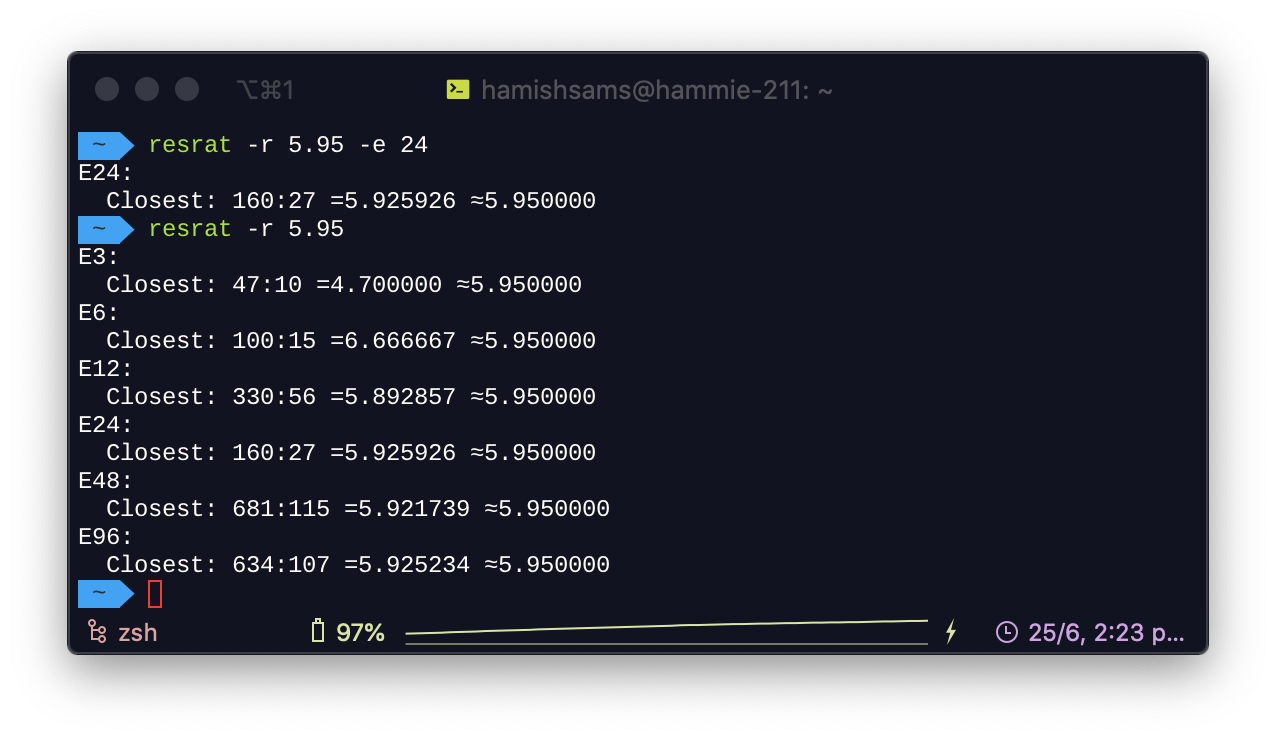 ⌥⌘1 hamishsams@hammie-211: ~
~ resrat -r 5.95 -e 24
E24:
Closest: 160:27 =5.925926 ≈5.950000
~ resrat -r 5.95
E3:
Closest: 47:10 =4.700000 ≈5.950000
E6:
Closest: 100:15 =6.666667 ≈5.950000
E12:
Closest: 330:56 =5.892857 ≈5.950000
E24:
Closest: 160:27 =5.925926 ≈5.950000
E48:
Closest: 681:115 =5.921739 ≈5.950000
E96:
Closest: 634:107 =5.925234 ≈5.950000
~
zsh 97% 25/6, 2:23 p...